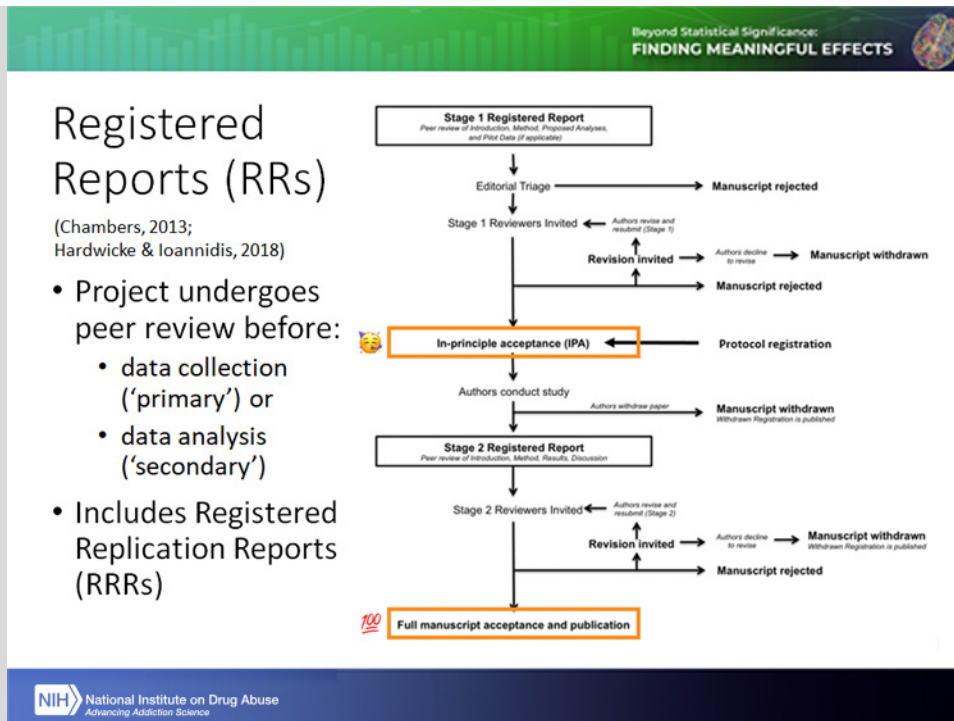 Beyond Statistical Significance:
FINDING MEANINGFUL EFFECTS
Registered
Reports (RRs)
(Chambers, 2013;
Hardwicke & Ioannidis, 2018)
• Project undergoes
peer review before:
• data collection
('primary') or
• data analysis
('secondary')
• Includes Registered
Replication Reports
(RRRs)
Stage 1 Registered Report
Peer review of Introduction, Method, Proposed Analyses,
and Pilot Data (if applicable)
Editorial Triage
Manuscript rejected
Stage 1 Reviewers Invited
Authors revise and
resubmit (Stage 1)
Revision invited
Authors decline
to revise
Manuscript withdrawn
Manuscript rejected
In-principle acceptance (IPA)
Protocol registration
Authors conduct study
Authors withdraw paper
Manuscript withdrawn
Withdrawn Registration is published
Stage 2 Registered Report
Peer review of Introduction, Method, Results, Discussion
Stage 2 Reviewers Invited
Authors revise and
resubmit (Stage 2)
Revision invited
Authors decline
to revise
Manuscript withdrawn
Withdrawn Registration is published
Manuscript rejected
100
Full manuscript acceptance and publication
NIH
National Institute on Drug Abuse
Advancing Addiction Science